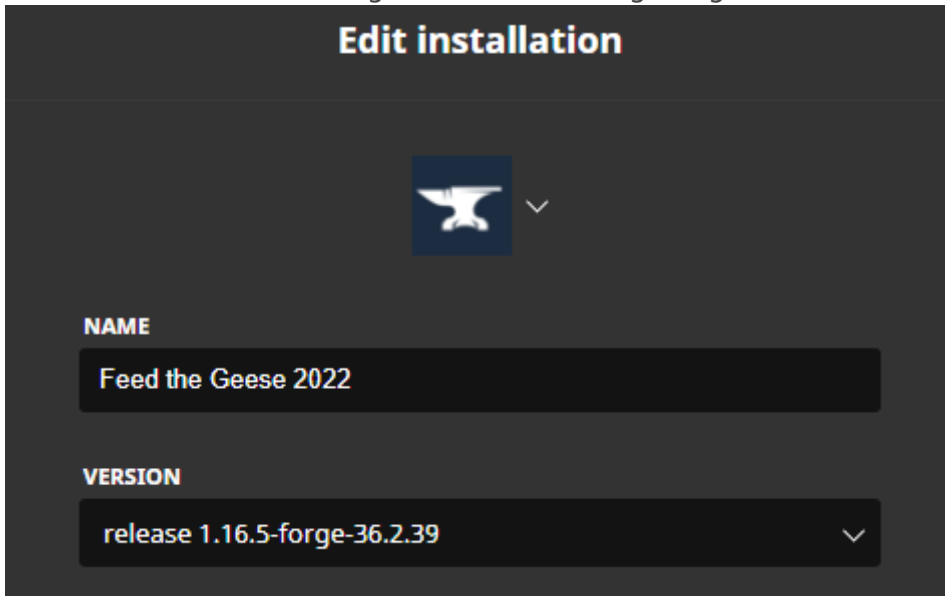 Edit installation
NAME
Feed the Geese 2022
VERSION
release 1.16.5-forge-36.2.39